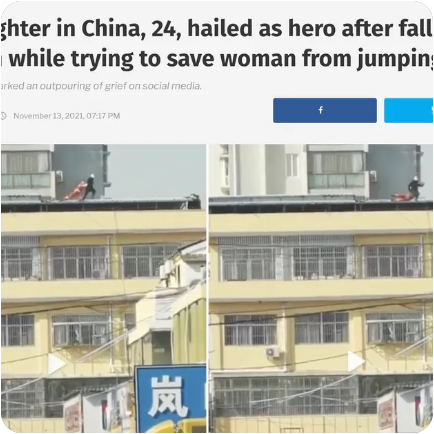 ghter in China, 24, hailed as hero after fall
while trying to save woman from jumping
arked an outpouring of grief on social media.
November 13, 2021, 07:17 PM
f
岚